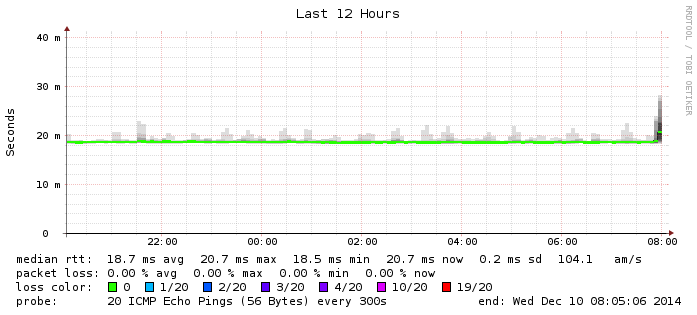 Last 12 Hours
RRDTOOL / TOBI OETIKER
Seconds
40 m
30 m
20 m
10 m
0
22:00 00:00 02:00 04:00 06:00 08:00
median rtt: 18.7 ms avg 20.7 ms max 18.5 ms min 20.7 ms now 0.2 ms sd 104.1 am/s
packet loss: 0.00 % avg 0.00 % max 0.00 % min 0.00 % now
loss color: 0 1/20 2/20 3/20 4/20 10/20 19/20
probe: 20 ICMP Echo Pings (56 Bytes) every 300s end: Wed Dec 10 08:05:06 2014